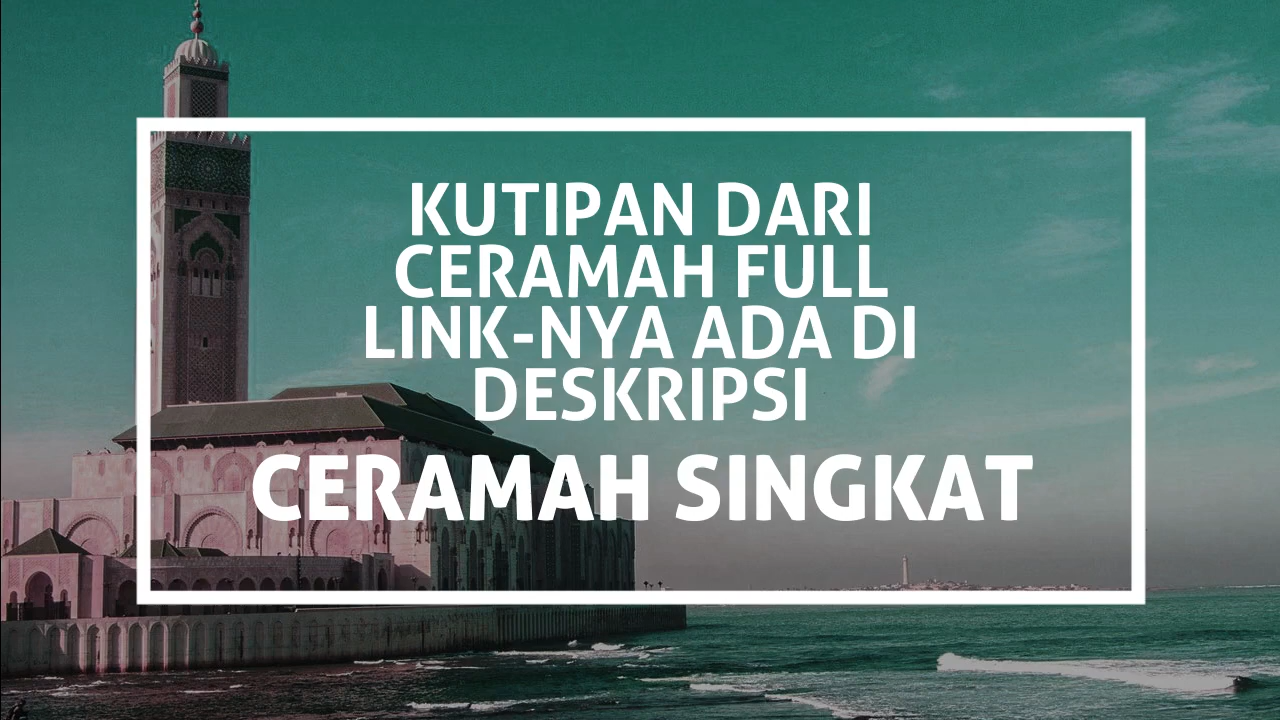 KUTIPAN DARI
CERAMAH FULL
LINK-NYA ADA DI
DESKRIPSI
CERAMAH SINGKAT